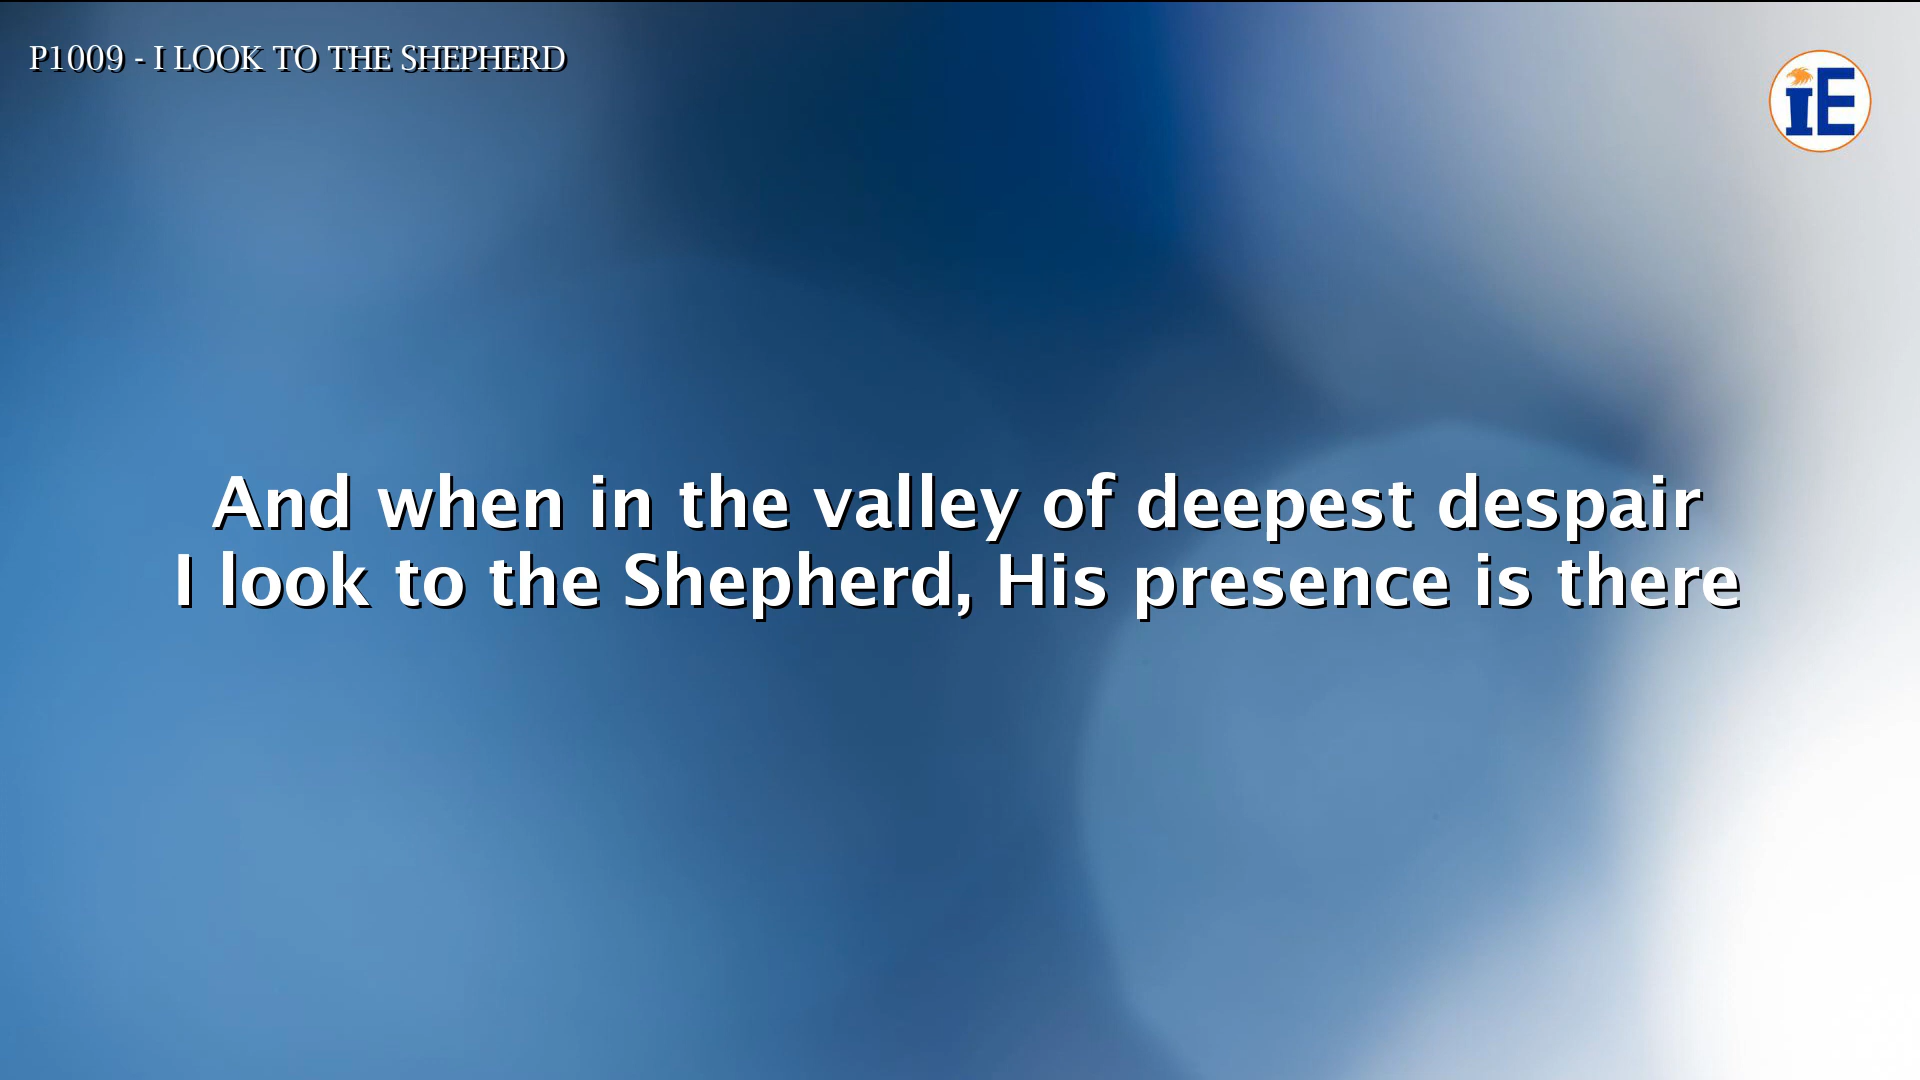 P1009 - I LOOK TO THE SHEPHERD
iE
And when in the valley of deepest despair
I look to the Shepherd, His presence is there